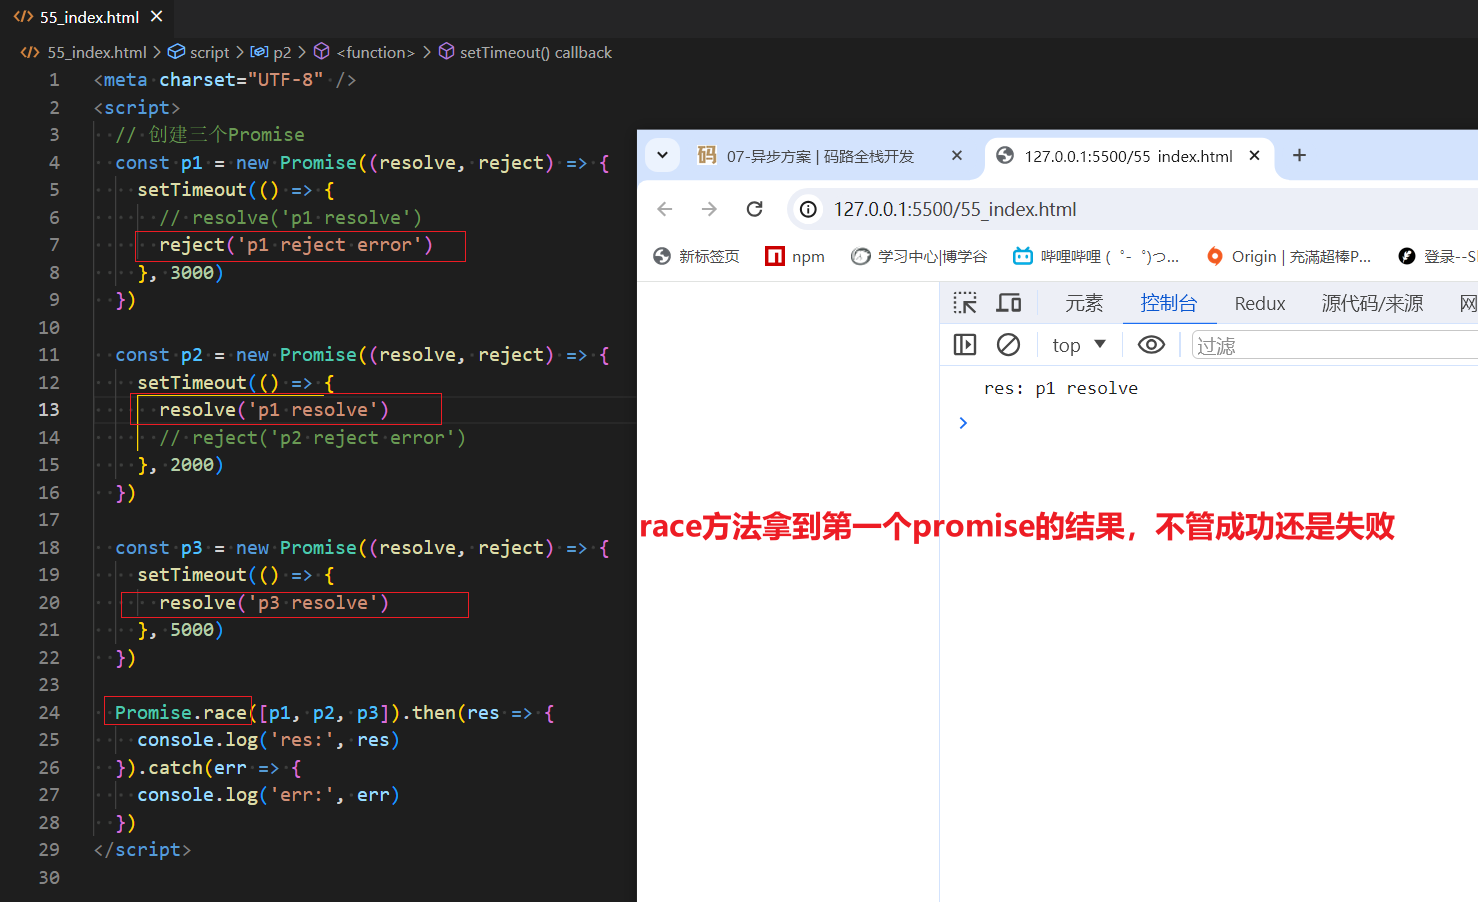 55_index.html
55_index.html > script > p2 > <function> > setTimeout() callback
1 <meta charset="UTF-8" />
2 <script>
3 // 创建三个Promise
4 const p1 = new Promise((resolve, reject) => {
5 setTimeout(() => {
6 // resolve('p1 resolve')
7 reject('p1 reject error')
8 }, 3000)
9 })
10
11 const p2 = new Promise((resolve, reject) => {
12 setTimeout(() => {
13 resolve('p1 resolve')
14 // reject('p2 reject error')
15 }, 2000)
16 })
17
18 const p3 = new Promise((resolve, reject) => {
19 setTimeout(() => {
20 resolve('p3 resolve')
21 }, 5000)
22 })
23
24 Promise.race([p1, p2, p3]).then(res => {
25 console.log('res:', res)
26 }).catch(err => {
27 console.log('err:', err)
28 })
29 </script>
30
码 07-异步方案 | 码路全栈开发
127.0.0.1:5500/55 index.html
127.0.0.1:5500/55_index.html
新标签页 npm 学习中心|博学谷 哔哩哔哩 (゜-゜)つ... Origin | 充满超棒P... 登录--S
元素 控制台 Redux 源代码/来源 网
top 过滤
res: p1 resolve
race方法拿到第一个promise的结果，不管成功还是失败